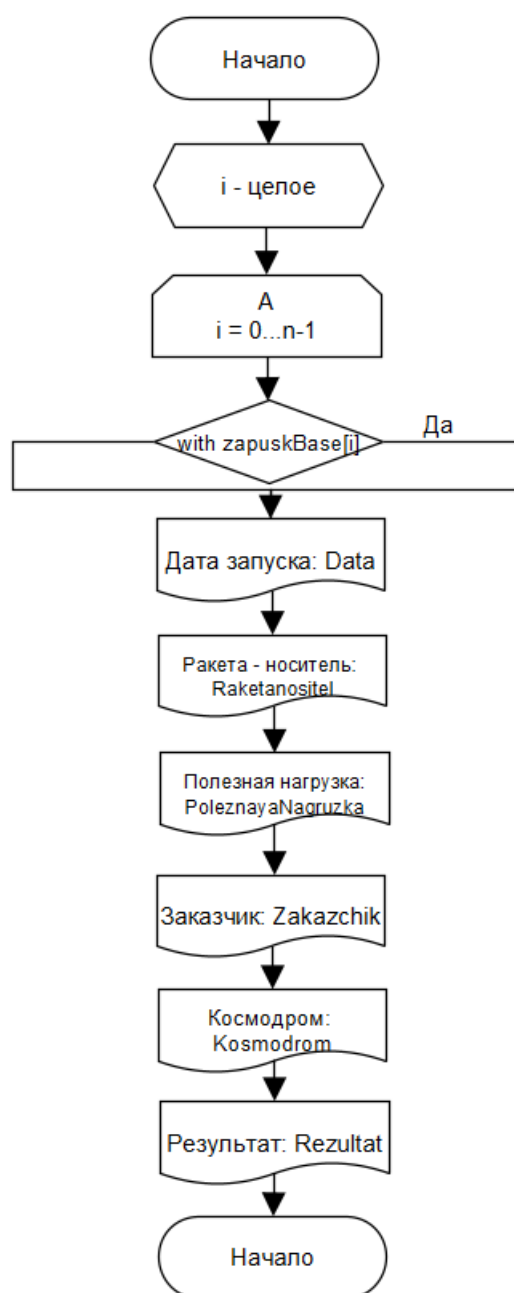 Начало
i - целое
A
i = 0...n-1
with zapuskBase[i]
Да
Дата запуска: Data
Ракета - носитель:
Raketanositel
Полезная нагрузка:
PoleznayaNagruzka
Заказчик: Zakazchik
Космодром:
Kosmodrom
Результат: Rezultat
Начало